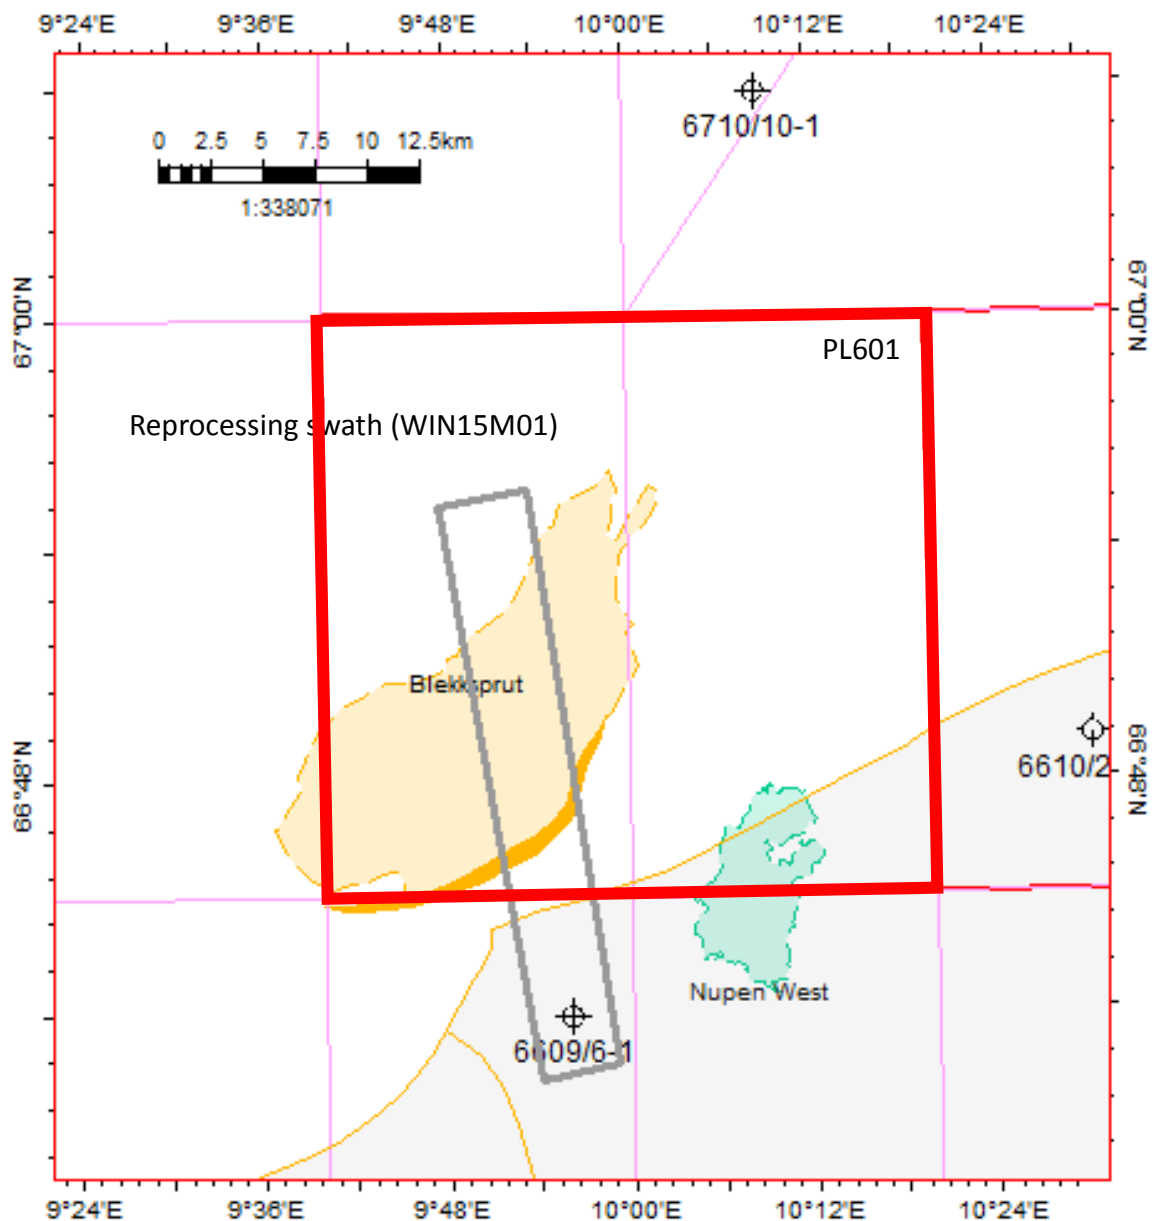 9°24'E 9°36'E 9°48'E 10°00'E 10°12'E 10°24'E
6710/10-1
0 2.5 5 7.5 10 12.5km
1:338071
67°00'N
67°00'N
PL601
Reprocessing swath (WIN15M01)
Blekksprut
6610/2
66°48'N
66°48'N
Nupen West
6609/6-1
9°24'E 9°36'E 9°48'E 10°00'E 10°12'E 10°24'E